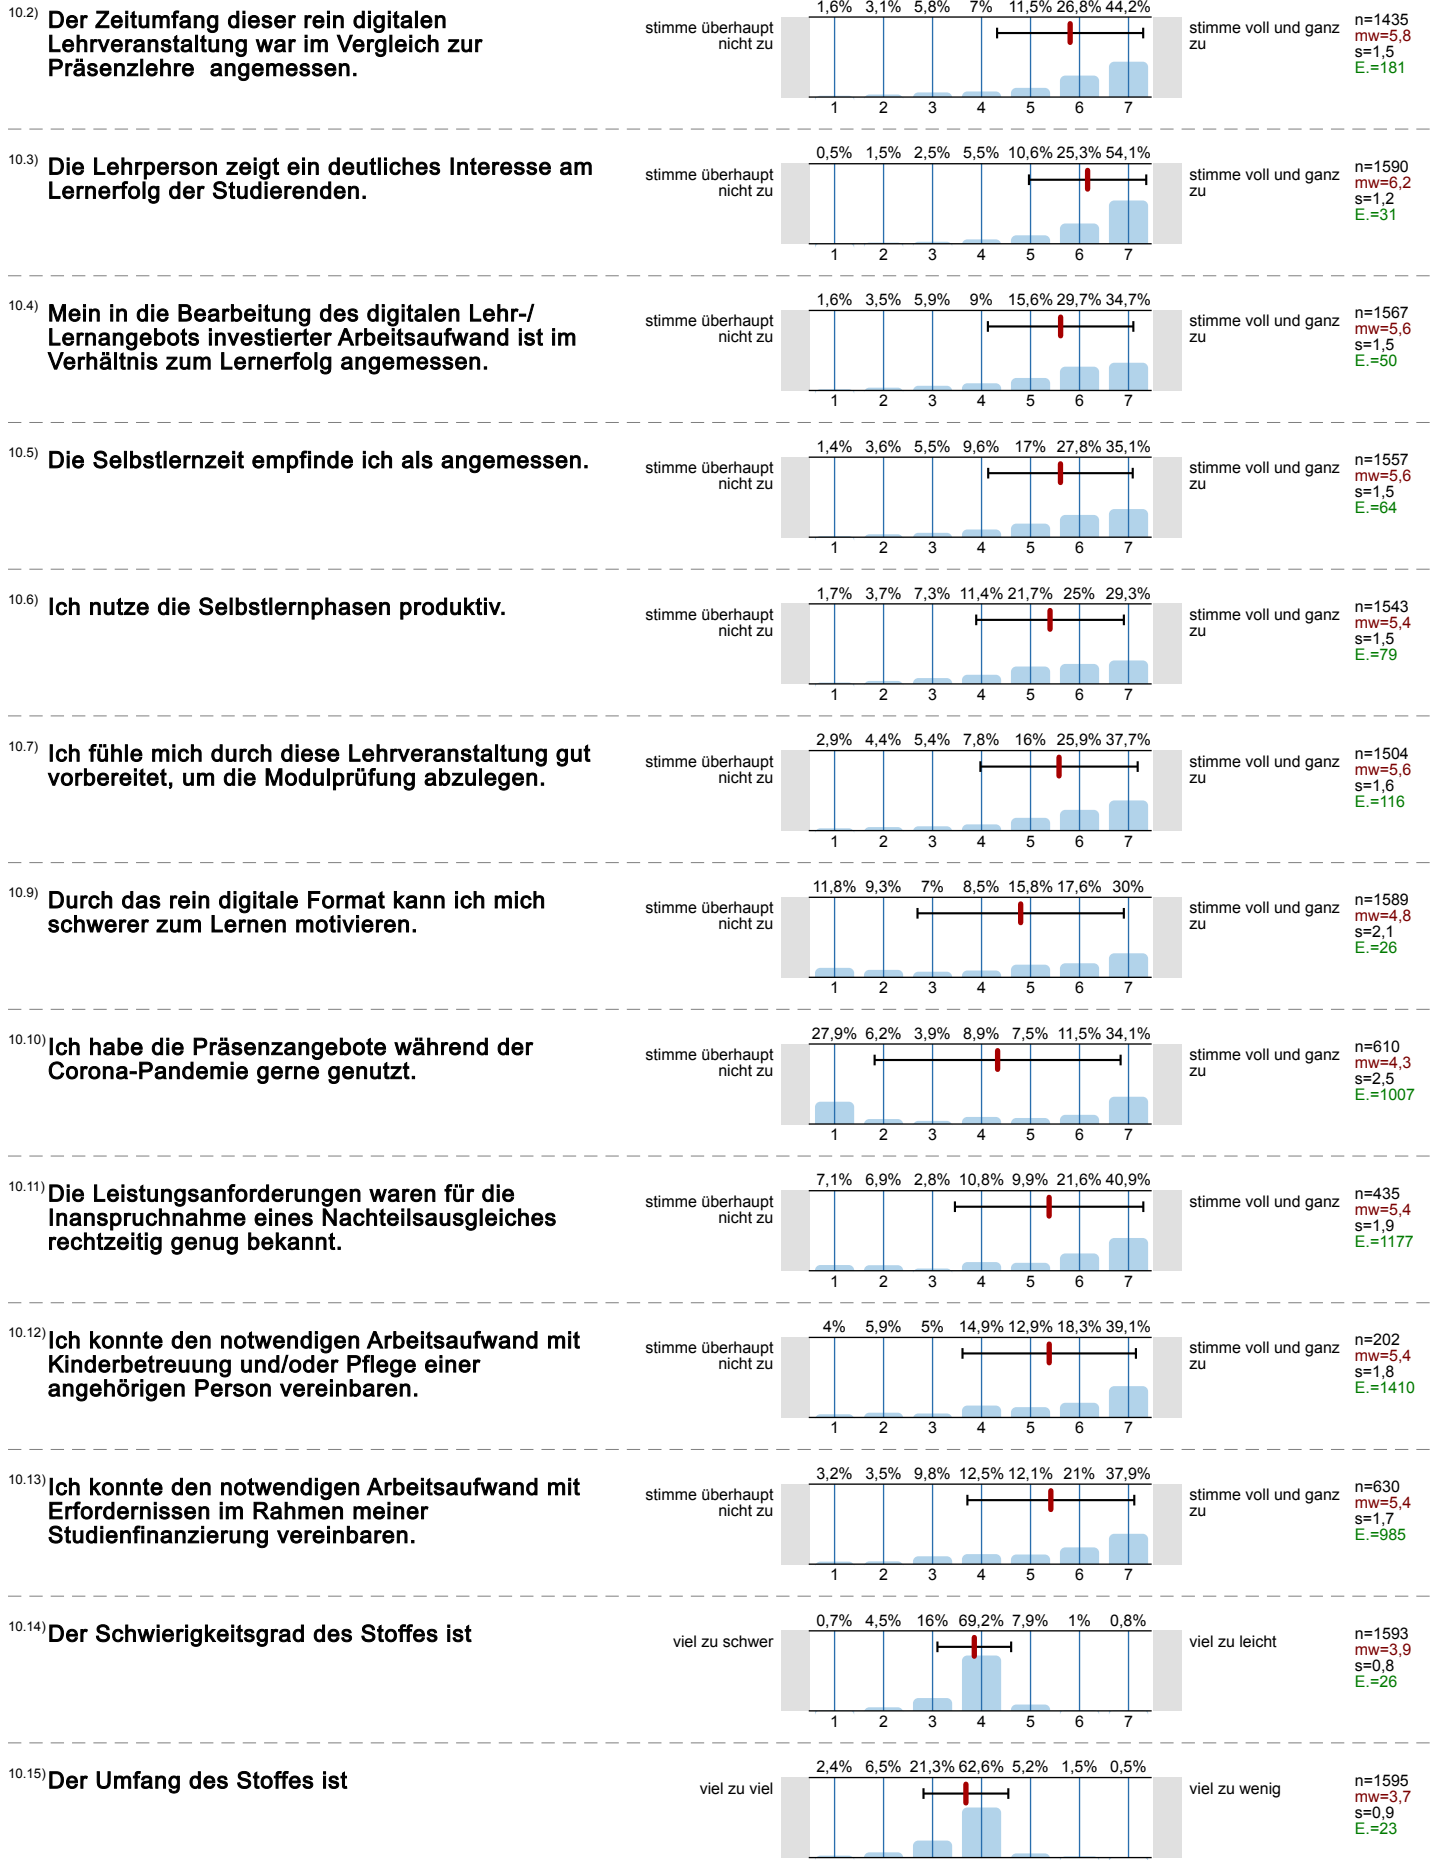 10.2) Der Zeitumfang dieser rein digitalen
Lehrveranstaltung war im Vergleich zur
Präsenzlehre angemessen.
stimme überhaupt
nicht zu
1,6% 3,1% 5,8% 7% 11,5% 26,8% 44,2%
1 2 3 4 5 6 7
stimme voll und ganz
zu
n=1435
mw=5,8
s=1,5
E.=181
10.3) Die Lehrperson zeigt ein deutliches Interesse am
Lernerfolg der Studierenden.
stimme überhaupt
nicht zu
0,5% 1,5% 2,5% 5,5% 10,6% 25,3% 54,1%
1 2 3 4 5 6 7
stimme voll und ganz
zu
n=1590
mw=6,2
s=1,2
E.=31
10.4) Mein in die Bearbeitung des digitalen Lehr-/
Lernangebots investierter Arbeitsaufwand ist im
Verhältnis zum Lernerfolg angemessen.
stimme überhaupt
nicht zu
1,6% 3,5% 5,9% 9% 15,6% 29,7% 34,7%
1 2 3 4 5 6 7
stimme voll und ganz
zu
n=1567
mw=5,6
s=1,5
E.=50
10.5) Die Selbstlernzeit empfinde ich als angemessen.
stimme überhaupt
nicht zu
1,4% 3,6% 5,5% 9,6% 17% 27,8% 35,1%
1 2 3 4 5 6 7
stimme voll und ganz
zu
n=1557
mw=5,6
s=1,5
E.=64
10.6) Ich nutze die Selbstlernphasen produktiv.
stimme überhaupt
nicht zu
1,7% 3,7% 7,3% 11,4% 21,7% 25% 29,3%
1 2 3 4 5 6 7
stimme voll und ganz
zu
n=1543
mw=5,4
s=1,5
E.=79
10.7) Ich fühle mich durch diese Lehrveranstaltung gut
vorbereitet, um die Modulprüfung abzulegen.
stimme überhaupt
nicht zu
2,9% 4,4% 5,4% 7,8% 16% 25,9% 37,7%
1 2 3 4 5 6 7
stimme voll und ganz
zu
n=1504
mw=5,6
s=1,6
E.=116
10.9) Durch das rein digitale Format kann ich mich
schwerer zum Lernen motivieren.
stimme überhaupt
nicht zu
11,8% 9,3% 7% 8,5% 15,8% 17,6% 30%
1 2 3 4 5 6 7
stimme voll und ganz
zu
n=1589
mw=4,8
s=2,1
E.=26
10.10) Ich habe die Präsenzangebote während der
Corona-Pandemie gerne genutzt.
stimme überhaupt
nicht zu
27,9% 6,2% 3,9% 8,9% 7,5% 11,5% 34,1%
1 2 3 4 5 6 7
stimme voll und ganz
zu
n=610
mw=4,3
s=2,5
E.=1007
10.11) Die Leistungsanforderungen waren für die
Inanspruchnahme eines Nachteilsausgleiches
rechtzeitig genug bekannt.
stimme überhaupt
nicht zu
7,1% 6,9% 2,8% 10,8% 9,9% 21,6% 40,9%
1 2 3 4 5 6 7
stimme voll und ganz
n=435
mw=5,4
s=1,9
E.=1177
10.12) Ich konnte den notwendigen Arbeitsaufwand mit
Kinderbetreuung und/oder Pflege einer
angehörigen Person vereinbaren.
stimme überhaupt
nicht zu
4% 5,9% 5% 14,9% 12,9% 18,3% 39,1%
1 2 3 4 5 6 7
stimme voll und ganz
zu
n=202
mw=5,4
s=1,8
E.=1410
10.13) Ich konnte den notwendigen Arbeitsaufwand mit
Erfordernissen im Rahmen meiner
Studienfinanzierung vereinbaren.
stimme überhaupt
nicht zu
3,2% 3,5% 9,8% 12,5% 12,1% 21% 37,9%
1 2 3 4 5 6 7
stimme voll und ganz
zu
n=630
mw=5,4
s=1,7
E.=985
10.14) Der Schwierigkeitsgrad des Stoffes ist
viel zu schwer
0,7% 4,5% 16% 69,2% 7,9% 1% 0,8%
1 2 3 4 5 6 7
viel zu leicht
n=1593
mw=3,9
s=0,8
E.=26
10.15) Der Umfang des Stoffes ist
viel zu viel
2,4% 6,5% 21,3% 62,6% 5,2% 1,5% 0,5%
viel zu wenig
n=1595
mw=3,7
s=0,9
E.=23